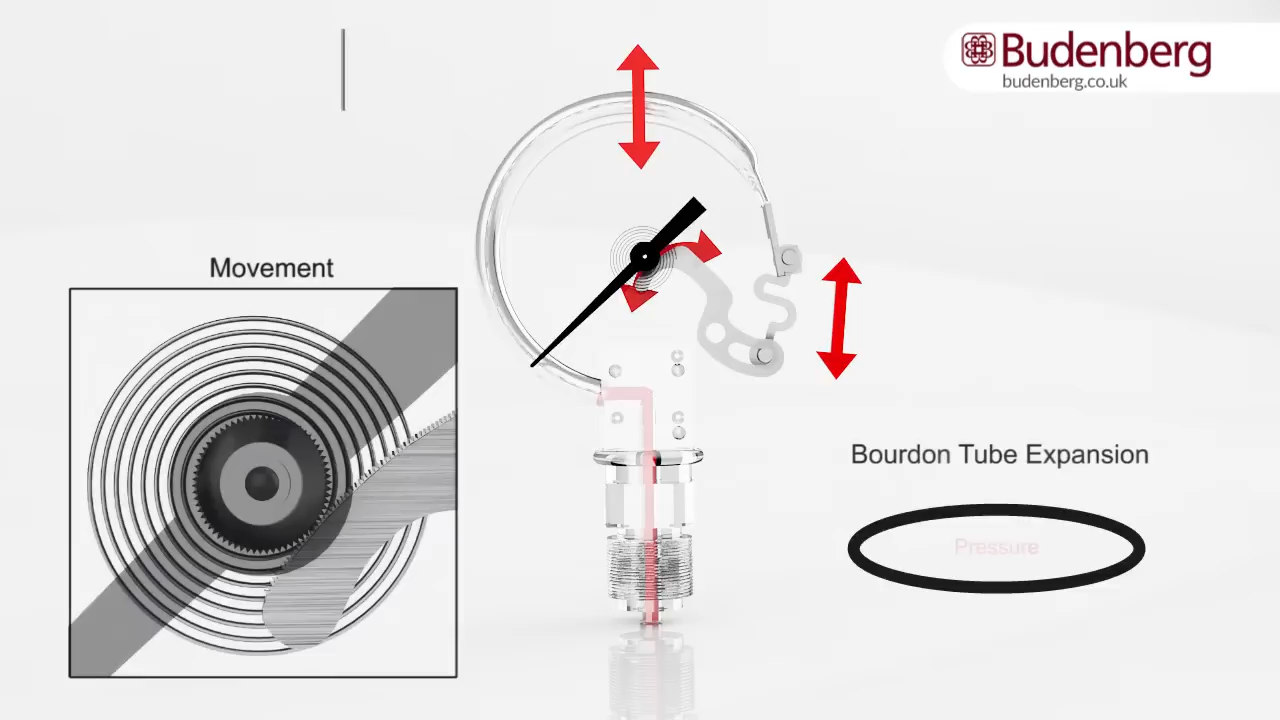 Budenberg
budenberg.co.uk
Movement
Bourdon Tube Expansion
Pressure